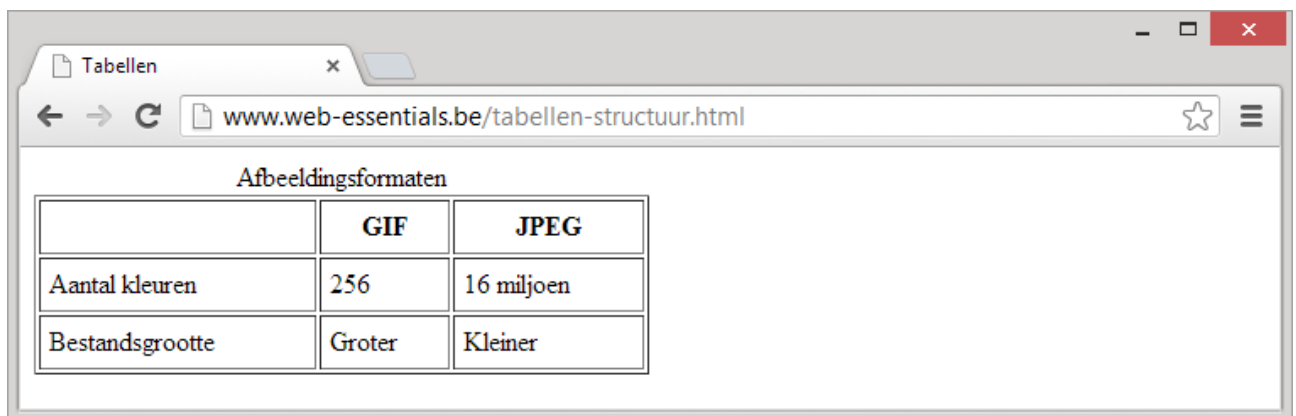 Tabellen
www.web-essentials.be/tabellen-structuur.html
Afbeeldingsformaten
GIF JPEG
Aantal kleuren 256 16 miljoen
Bestandsgrootte Groter Kleiner